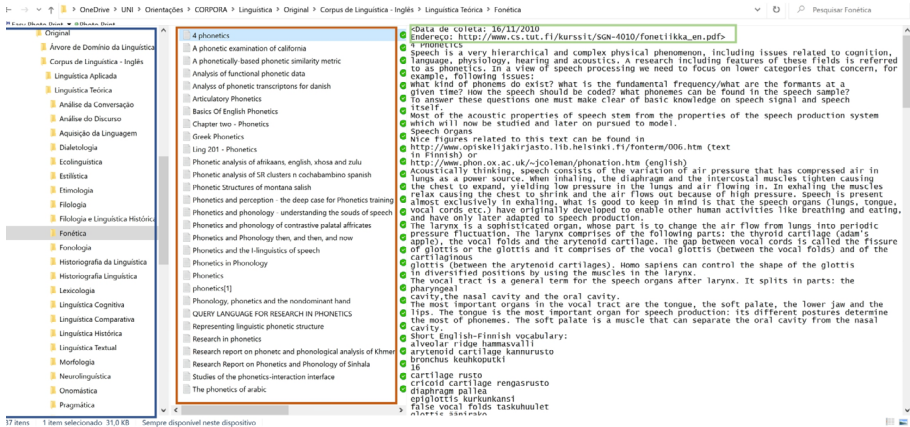 OneDrive > UNI > Orientações > CORPORA > Linguistica > Original > Corpus de Linguistica - Inglês > Linguistica Teórica > Fonética
Pesquisar Fonética
Easy Photo Print
Photo Print
Original
Árvore de Domínio da Linguística
Corpus de Linguistica - Inglês
Linguística Aplicada
Linguistica Teórica
Análise da Conversação
Análise do Discurso
Aquisição da Linguagem
Dialetologia
Ecolinguistica
Estilística
Etimologia
Filologia
Filologia e Linguística Histórica
Fonética
Fonologia
Historiografia da Linguística
Historiografia Linguística
Lexicologia
Linguística Cognitiva
Linguística Comparativa
Linguística Histórica
Linguística Textual
Morfologia
Neurolinguística
Onomástica
Pragmática
4 phonetics
A phonetic examination of california
A phonetically-based phonetic similarity metric
Analysis of functional phonetic data
Analysis of phonetic transcriptions for danish
Articulatory Phonetics
Basics Of English Phonetics
Chapter two - Phonetics
Greek Phonetics
Ling 201 - Phonetics
Phonetic analysis of afrikaans, english, xhosa and zulu
Phonetic analysis of SR clusters n cochabambino spanish
Phonetic Structures of montana salish
Phonetics and perception - the deep case for Phonetics training
Phonetics and phonology - understanding the souds of speech
Phonetics and phonology of contrastive palatal affricates
Phonetics and Phonology then, and then, and now
Phonetics and the I-linguistics of speech
Phonetics in Phonology
Phonetics
phonetics[1]
Phonology, phonetics and the nondominant hand
QUERY LANGUAGE FOR RESEARCH IN PHONETICS
Representing linguistic phonetic structure
Research in phonetics
Research report on phonetc and phonological analysis of Khmer
Research Report on Phonetics and Phonology of Sinhala
Studies of the phonetics-interaction interface
The phonetics of arabic
<Data de coleta: 16/11/2010
Endereço: http://www.cs.tut.fi/kurssit/SGN-4010/fonetiikka_en.pdf>
4 Phonetics
Speech is a very hierarchical and complex physical phenomenon, including issues related to cognition,
language, physiology, hearing and acoustics. A research including features of these fields is referred
to as phonetics. In a view of speech processing we need to focus on lower categories that concern, for
example, following issues:
What kind of phonems do exist? What is the fundamental frequency/what are the formants at a
given time? How the speech should be coded? What phonemes can be found in the speech sample?
To answer these questions one must make clear of basic knowledge on speech signal and speech
itself.
Most of the acoustic properties of speech stem from the properties of the speech production system
which will now be studied and later on pursued to model.
Speech Organs
Nice figures related to this text can be found in
http://www.opiskelijakirjasto.lib.helsinki.fi/fonterm/006.htm (text
in Finnish) or
http://www.phon.ox.ac.uk/~jcoleman/phonation.htm (english)
Acoustically thinking, speech consists of the variation of air pressure that has compressed air in
lungs as a power source. When inhaling, the diaphragm and the intercostal muscles tighten causing
the chest to expand, yielding low pressure in the lungs and air flowing in. In exhaling the muscles
relax causing the chest to shrink and the air flows out because of high pressure. Speech is present
almost exclusively in exhaling. What is good to keep in mind is that the speech organs (lungs, tongue,
vocal cords etc.) have originally developed to enable other human activities like breathing and eating,
and have only later adapted to speech production.
The larynx is a sophisticated organ, whose part is to change the air flow from lungs into periodic
pressure fluctuation. The larynx comprises of the following parts: the thyroid cartilage (adam's
apple), the vocal folds and the arytenoid cartilage. The gap between vocal cords is called the fissure
of glottis or the glottis and it comprises of the vocal glottis (between the vocal folds) and of the
cartilaginous
glottis (between the arytenoid cartilages). Homo sapiens can control the shape of the glottis
in diversified positions by using the muscles in the larynx.
The vocal tract is a general term for the speech organs after larynx. It splits in parts: the
pharyngeal
cavity,the nasal cavity and the oral cavity.
The most important organs in the vocal tract are the tongue, the soft palate, the lower jaw and the
lips. The tongue is the most important organ for speech production: its different postures determine
the most of phonemes. The soft palate is a muscle that can separate the oral cavity from the nasal
cavity.
Short English-Finnish vocabulary:
alveolar ridge hammasvalli
arytenoid cartilage kannurusto
bronchus keuhkoputki
16
cartilage rusto
cricoid cartilage rengasrusto
diaphragm pallea
epiglottis kurkunkansi
false vocal folds taskuhuulet
glottis äänirako
37 itens 1 item selecionado 31,0 KB Sempre disponível neste dispositivo